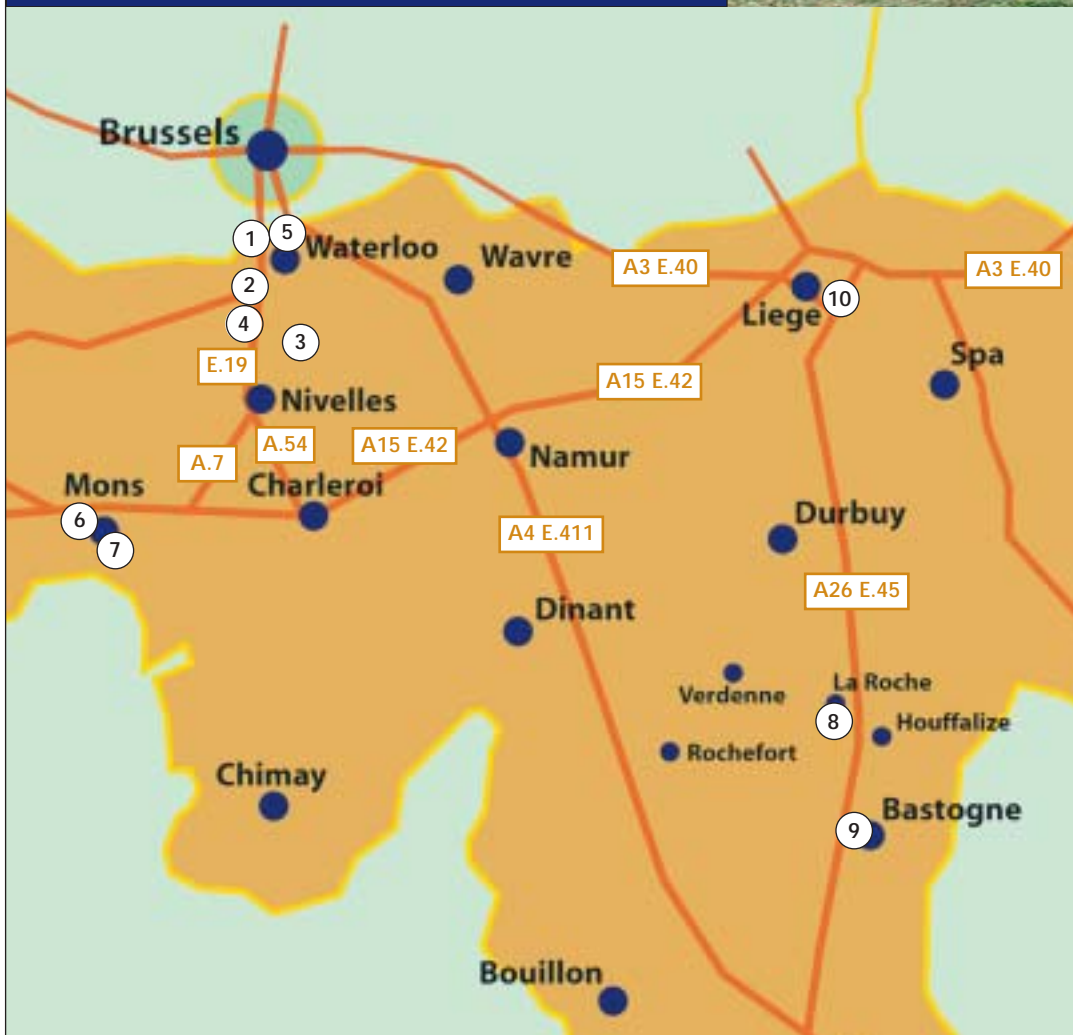 Brussels
1
5
Waterloo
Wavre
2
A3 E.40
A3 E.40
Liege
10
4
3
E.19
Spa
A15 E.42
Nivelles
A.7
A.54
A15 E.42
Namur
Mons
Charleroi
6
7
A4 E.411
Durbuy
A26 E.45
Dinant
Verdenne
La Roche
8
Houffalize
Rochefort
Chimay
Bastogne
9
Bouillon